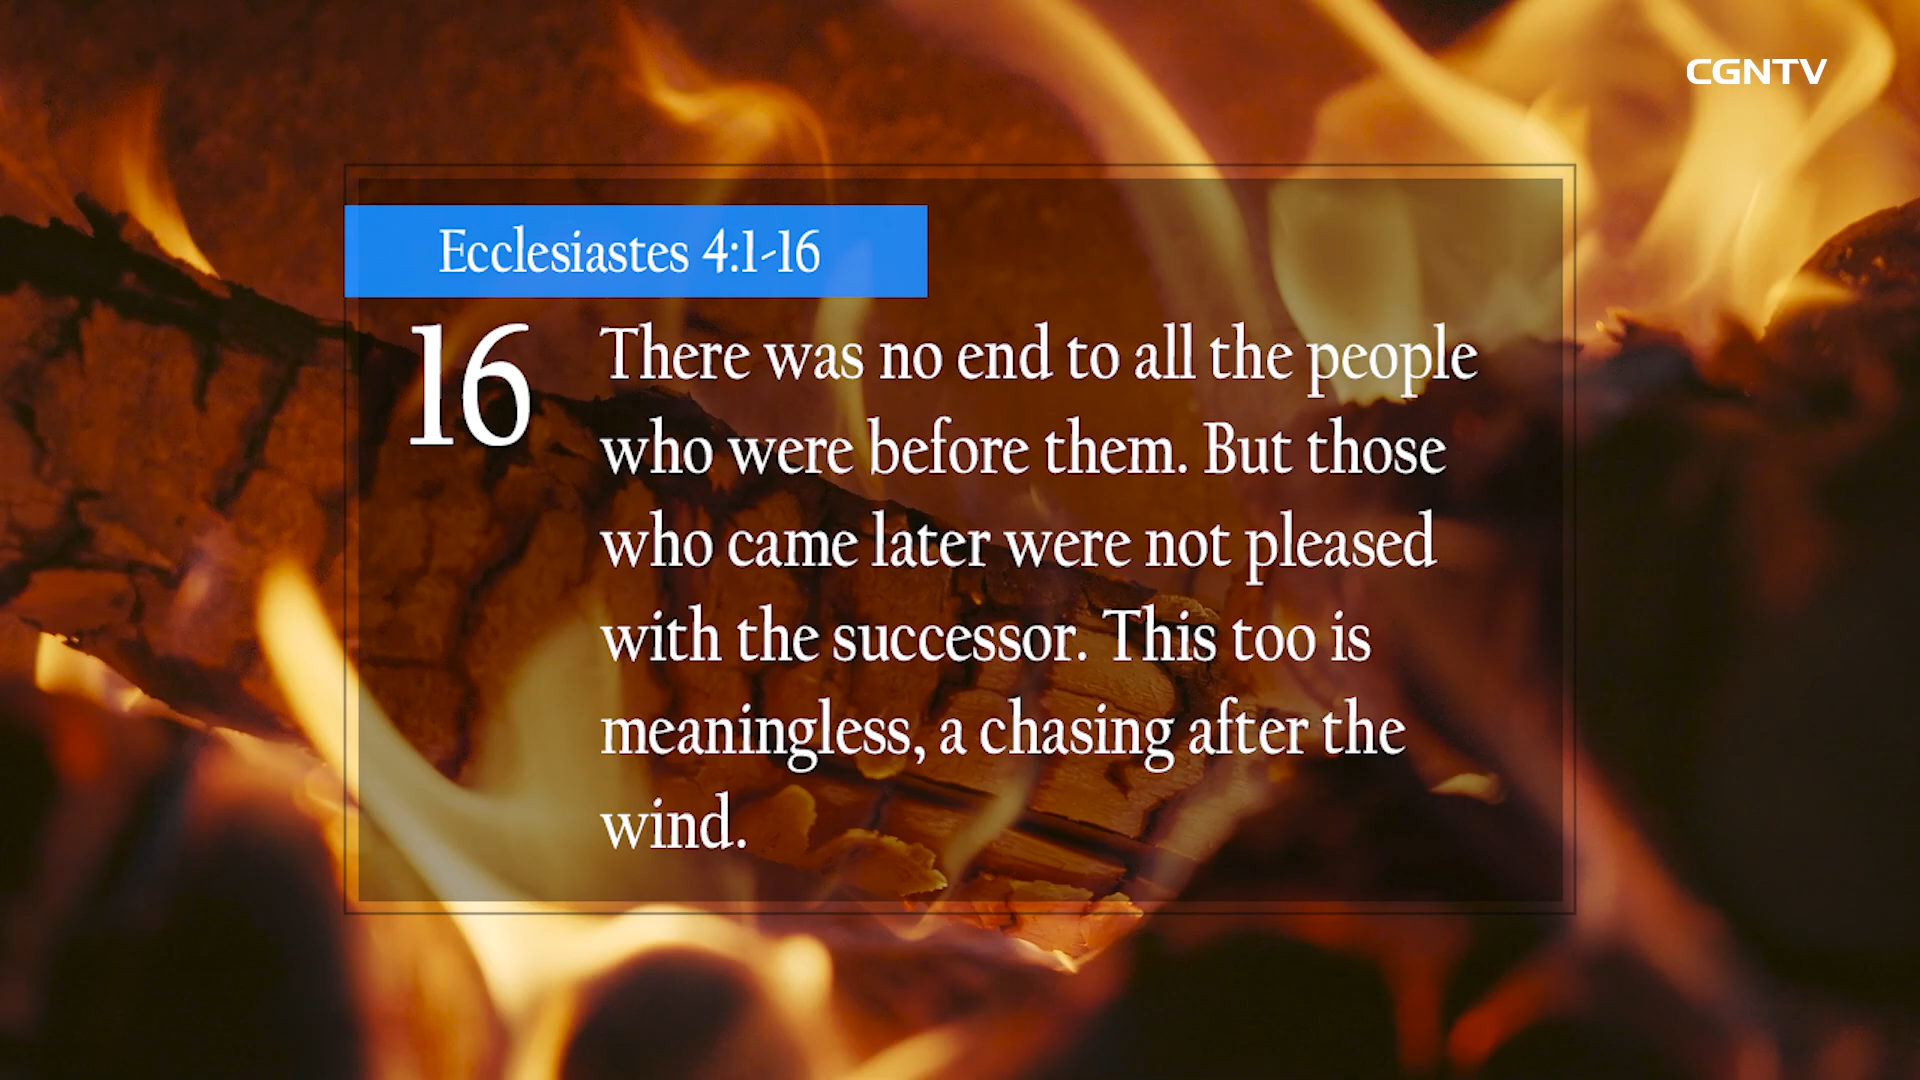 CGNTV
Ecclesiastes 4:1-16
16
There was no end to all the people
who were before them. But those
who came later were not pleased
with the successor. This too is
meaningless, a chasing after the
wind.